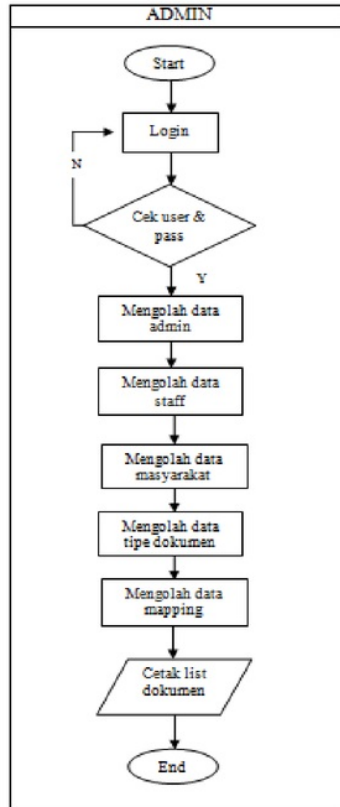 ADMIN
Start
Login
N
Cek user &
pass
Y
Mengolah data
admin
Mengolah data
staff
Mengolah data
masyarakat
Mengolah data
tipe dokumen
Mengolah data
mapping
Cetak list
dokumen
End